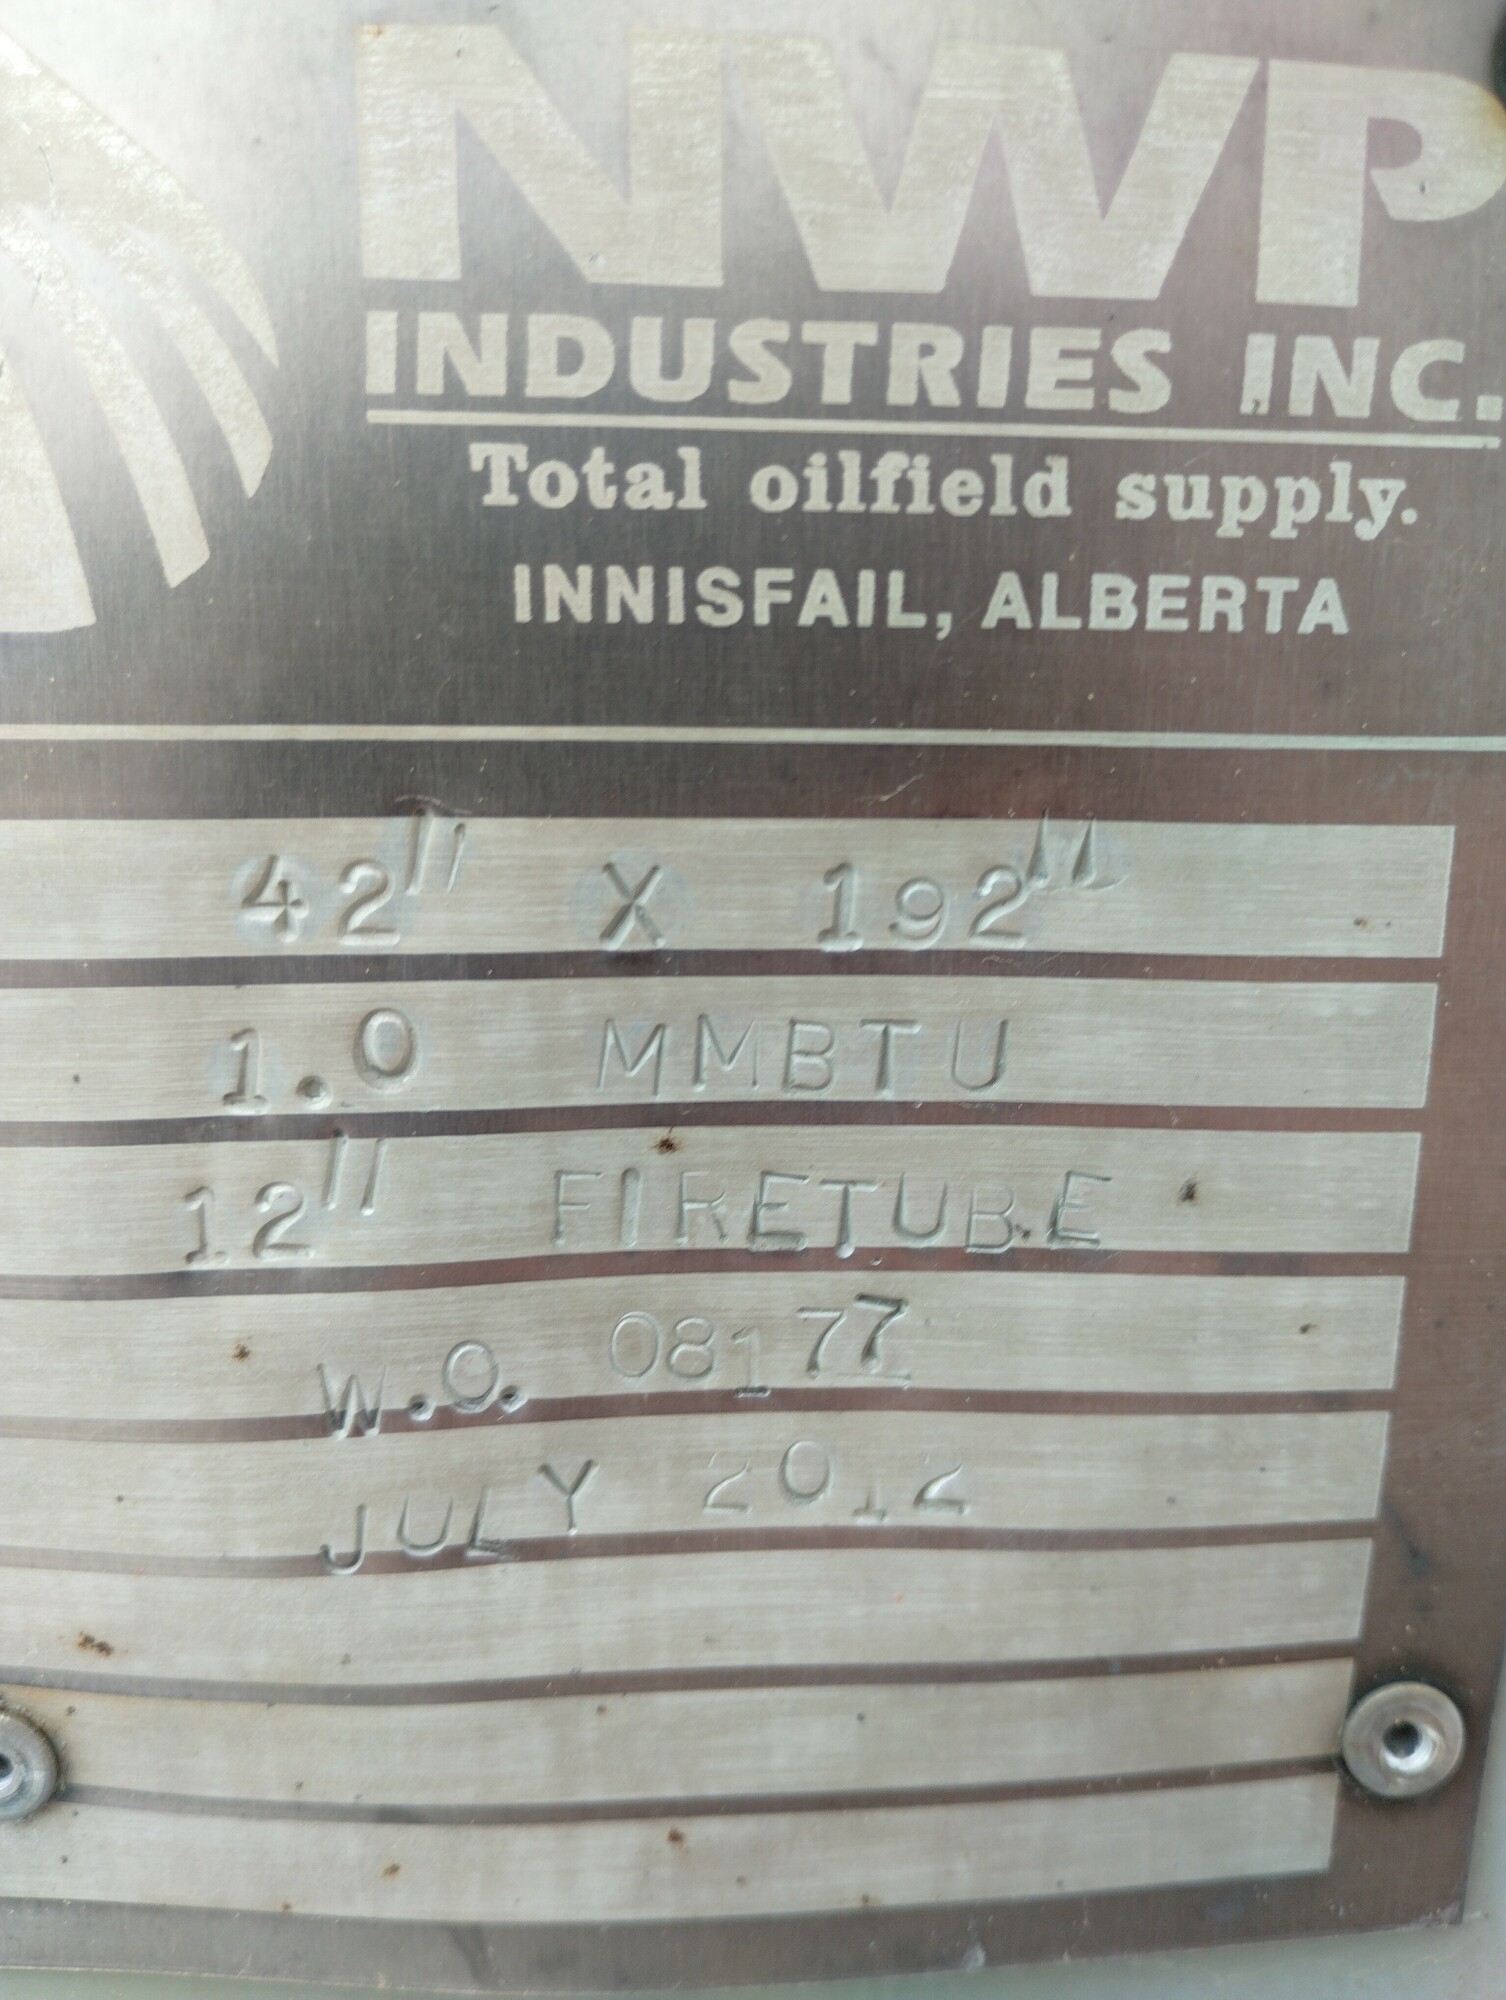 NWP
INDUSTRIES INC.
Total oilfield supply.
INNISFAIL, ALBERTA
42" X 192"
1.0 MMBTU
12" FIRETUBE
W.O. 08177
JULY 2012